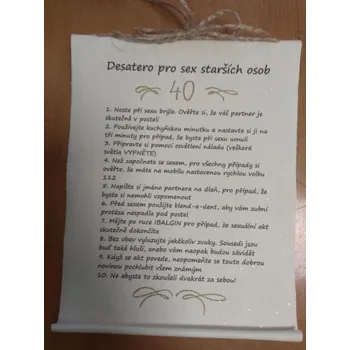 Desatero pro sex starších osob
40
1. Noste při sexu brýle. Ověřte si, že váš partner je
skutečně v posteli
2. Používejte kuchyňskou minutku a nastavte si ji na
tři minuty pro případ, že byste při sexu usnuli
3. Připravte si pomocí osvětlení náladu (veškerá
světla VYPNĚTE)
4. Než započnete se sexem, pro všechny případy si
ověřte, že máte na mobilu nastavenou rychlou volbu
112
5. Napište si jméno partnera na dlaň, pro případ, že
byste si nemohli vzpomenout
6. Před sexem použijte blend-a-dent, aby vám zubní
protéza nespadla pod postel
7. Mějte po ruce IBALGIN pro případ, že sexuální akt
skutečně dokončíte
8. Bez obav vyluzujte jakékoliv zvuky. Sousedi jsou
buď také hluší, anebo vám naopak budou závidět
9. Když se akt povede, neopomeňte se touto dobrou
novinou pochlubit všem známým
10. Ne abyste to zkoušeli dvakrát za sebou!